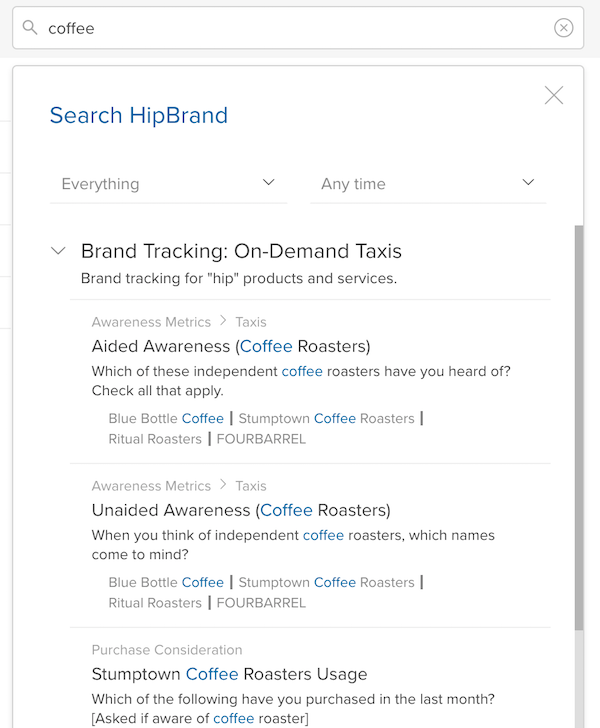 coffee
Search HipBrand
Everything
Any time
Brand Tracking: On-Demand Taxis
Brand tracking for "hip" products and services.
Awareness Metrics > Taxis
Aided Awareness (Coffee Roasters)
Which of these independent coffee roasters have you heard of?
Check all that apply.
Blue Bottle Coffee | Stumptown Coffee Roasters |
Ritual Roasters | FOURBARREL
Awareness Metrics > Taxis
Unaided Awareness (Coffee Roasters)
When you think of independent coffee roasters, which names
come to mind?
Blue Bottle Coffee | Stumptown Coffee Roasters |
Ritual Roasters | FOURBARREL
Purchase Consideration
Stumptown Coffee Roasters Usage
Which of the following have you purchased in the last month?
[Asked if aware of coffee roaster]